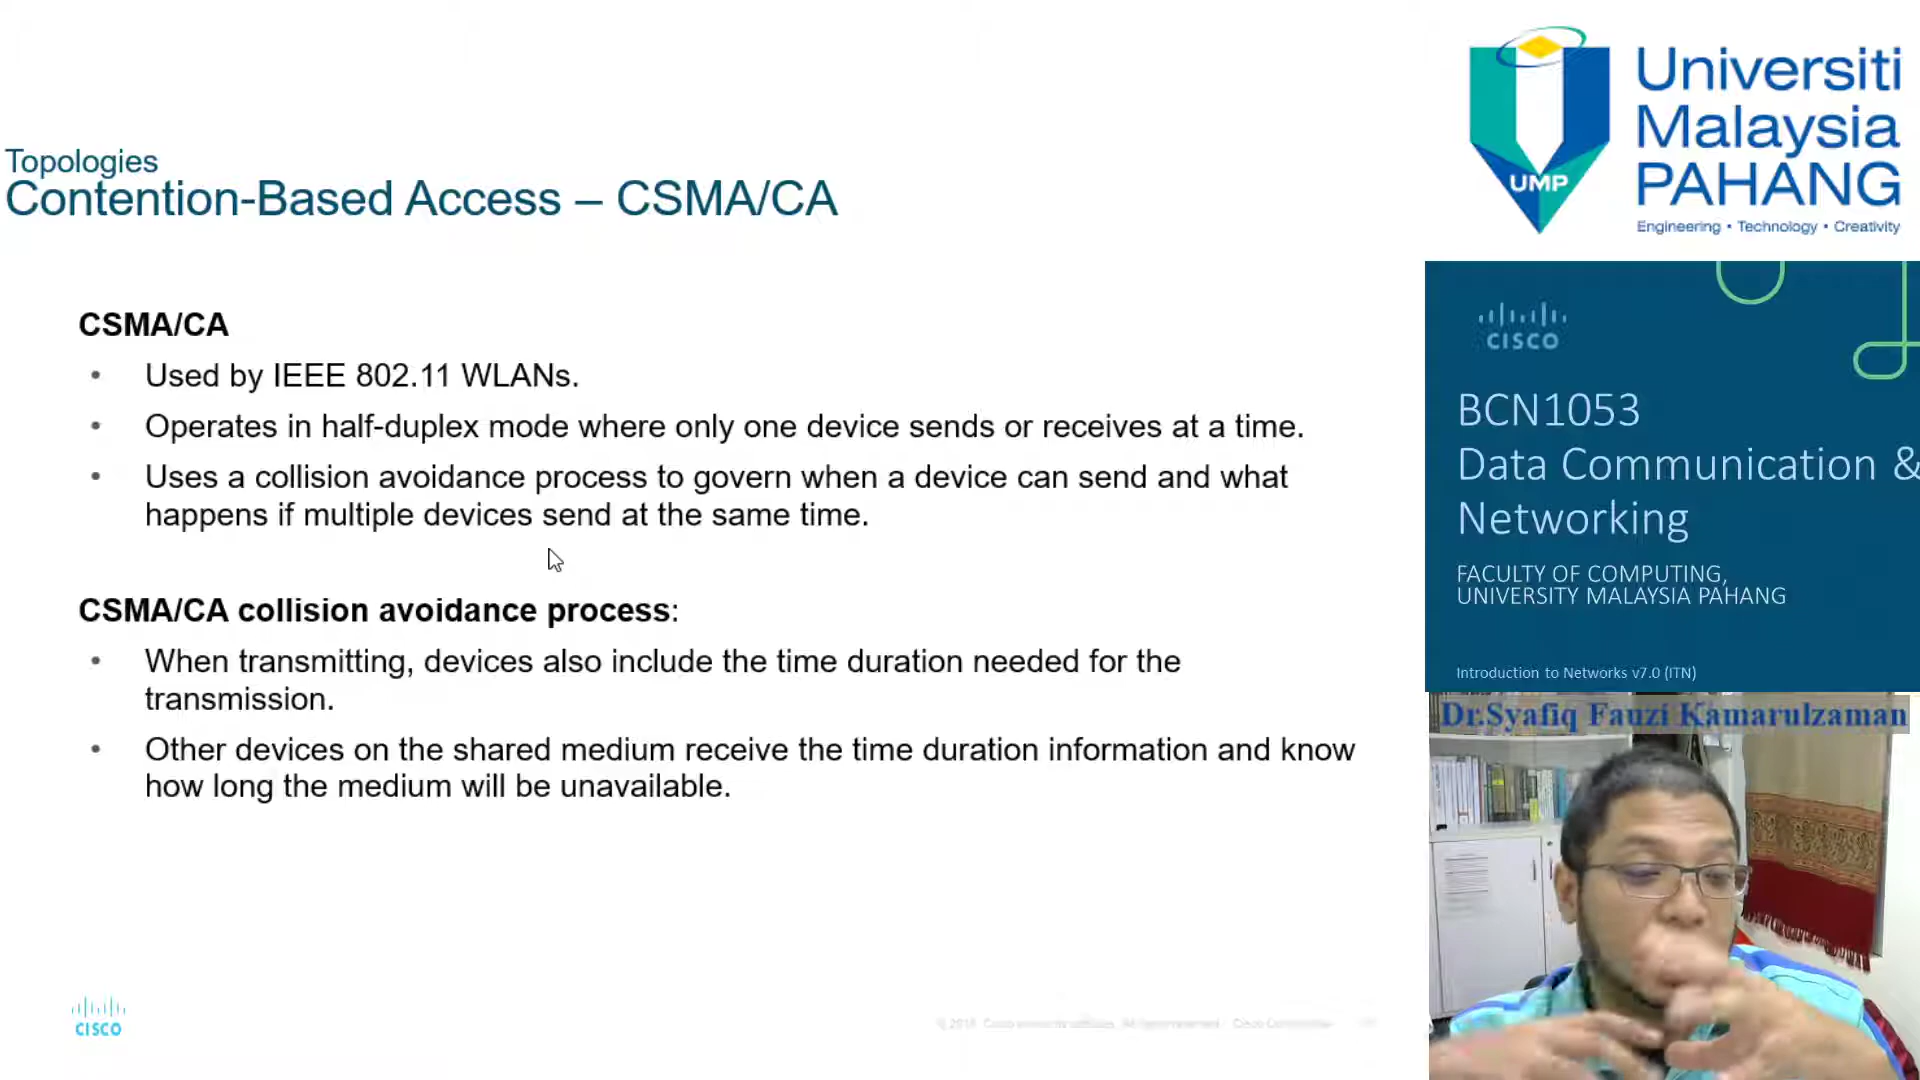 Topologies
Contention-Based Access – CSMA/CA
CSMA/CA
• Used by IEEE 802.11 WLANs.
• Operates in half-duplex mode where only one device sends or receives at a time.
• Uses a collision avoidance process to govern when a device can send and what
happens if multiple devices send at the same time.
CSMA/CA collision avoidance process:
• When transmitting, devices also include the time duration needed for the
transmission.
• Other devices on the shared medium receive the time duration information and know
how long the medium will be unavailable.
CISCO
UMP
Universiti
Malaysia
PAHANG
Engineering • Technology • Creativity
CISCO
BCN1053
Data Communication &
Networking
FACULTY OF COMPUTING,
UNIVERSITY MALAYSIA PAHANG
Introduction to Networks v7.0 (ITN)
Dr.Syafiq Fauzi Kamarulzaman